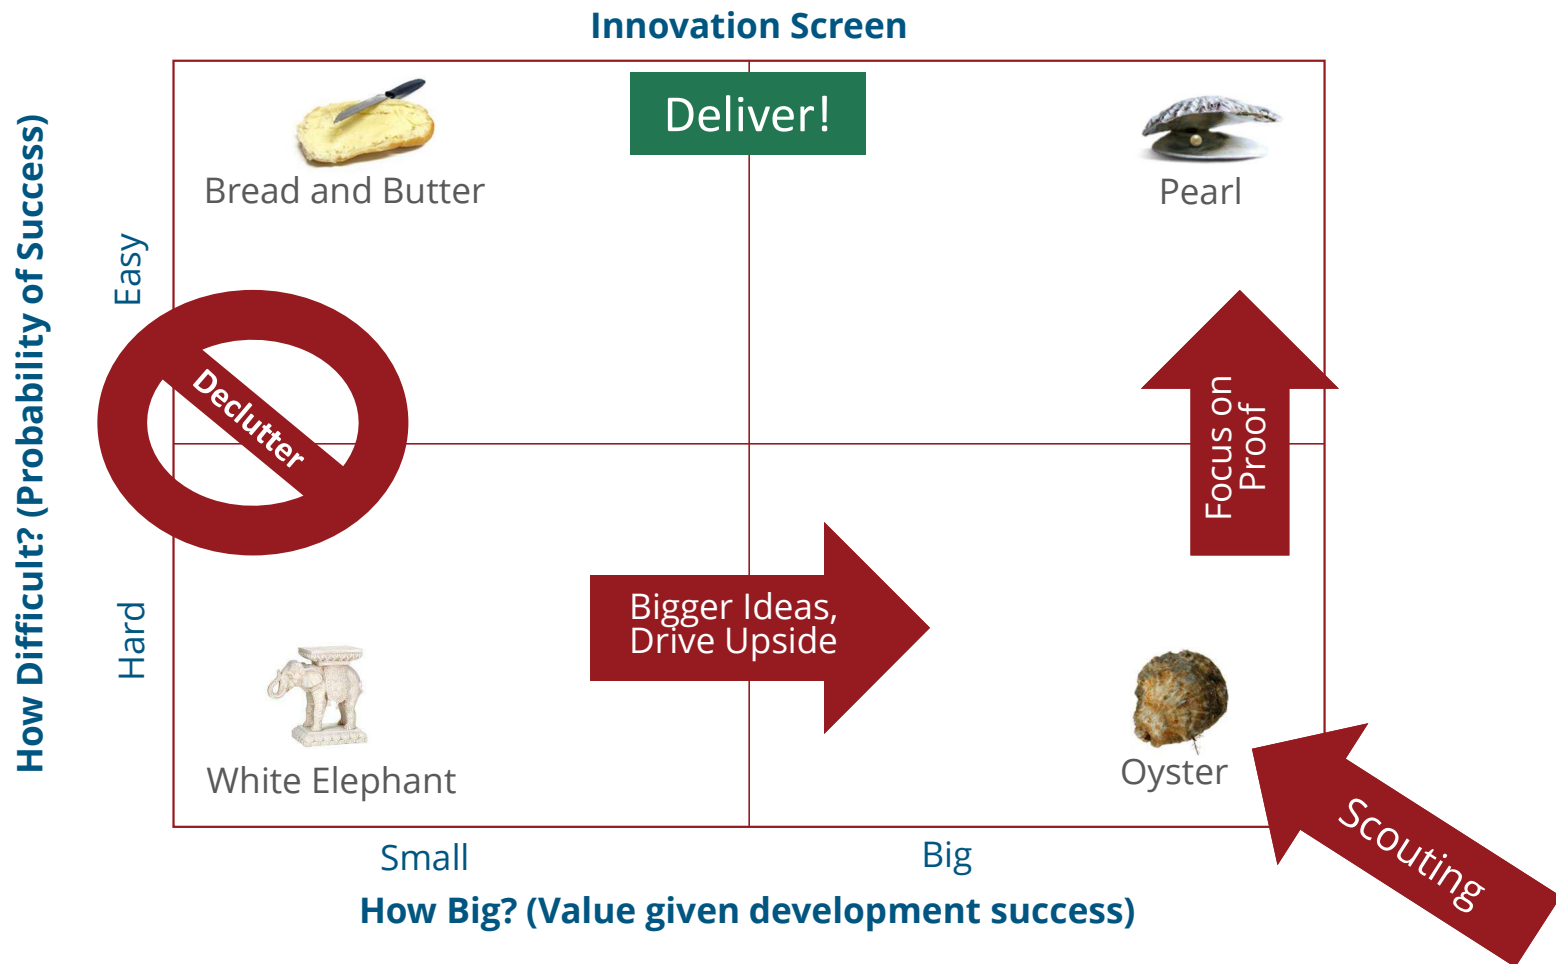 Innovation Screen
Deliver!
Bread and Butter
Pearl
How Difficult? (Probability of Success)
Easy
Declutter
Focus on
Proof
Hard
Bigger Ideas,
Drive Upside
White Elephant
Oyster
Scouting
Small
Big
How Big? (Value given development success)